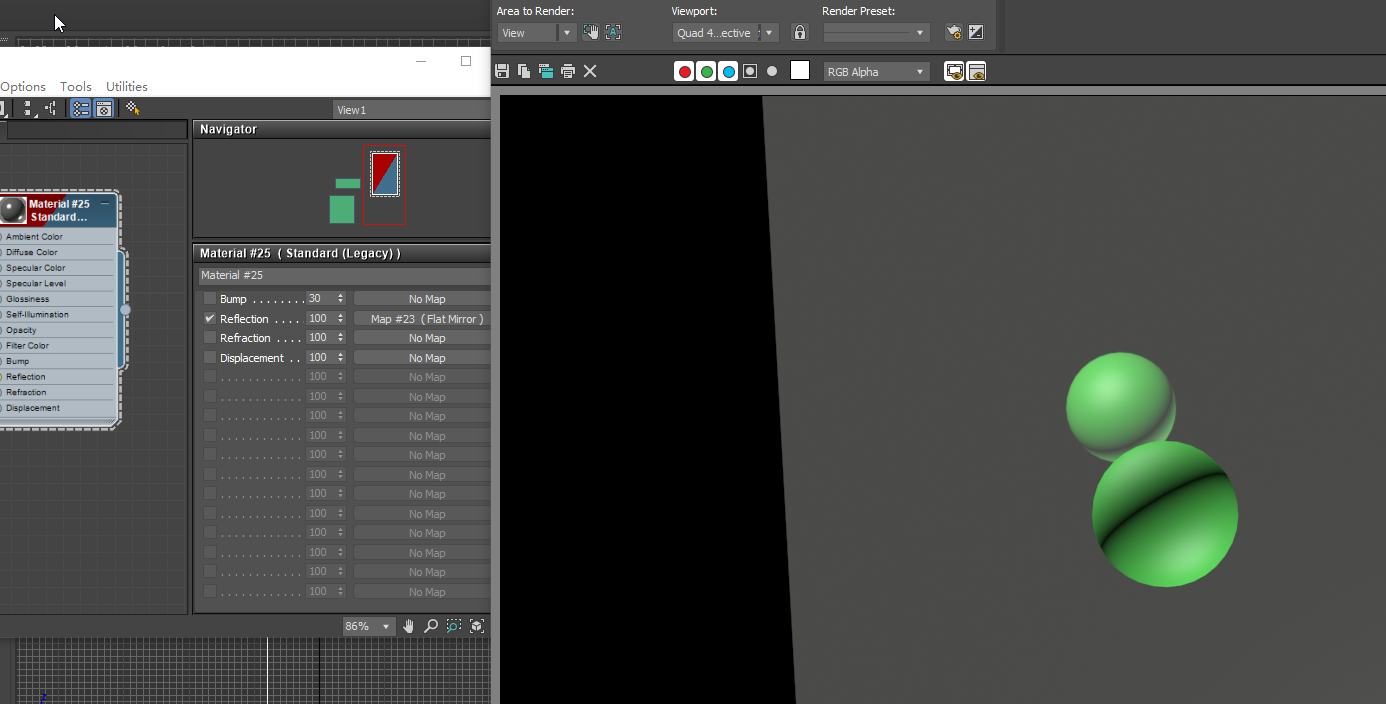 Area to Render:
Viewport:
Render Preset:
View
Quad 4...ective
RGB Alpha
Options
Tools
Utilities
View1
Navigator
Material #25
Standard...
Ambient Color
Diffuse Color
Specular Color
Specular Level
Glossiness
Self-Illumination
Opacity
Filter Color
Bump
Reflection
Refraction
Displacement
Material #25 ( Standard (Legacy) )
Material #25
Bump . . . . . . . . 30 No Map
Reflection . . . . 100 Map #23 (Flat Mirror )
Refraction . . . . 100 No Map
Displacement . . 100 No Map
. . . . . . . . . . . . 100 No Map
. . . . . . . . . . . . 100 No Map
. . . . . . . . . . . . 100 No Map
. . . . . . . . . . . . 100 No Map
. . . . . . . . . . . . 100 No Map
. . . . . . . . . . . . 100 No Map
. . . . . . . . . . . . 100 No Map
. . . . . . . . . . . . 100 No Map
. . . . . . . . . . . . 100 No Map
. . . . . . . . . . . . 100 No Map
. . . . . . . . . . . . 100 No Map
. . . . . . . . . . . . 100 No Map
86%
z